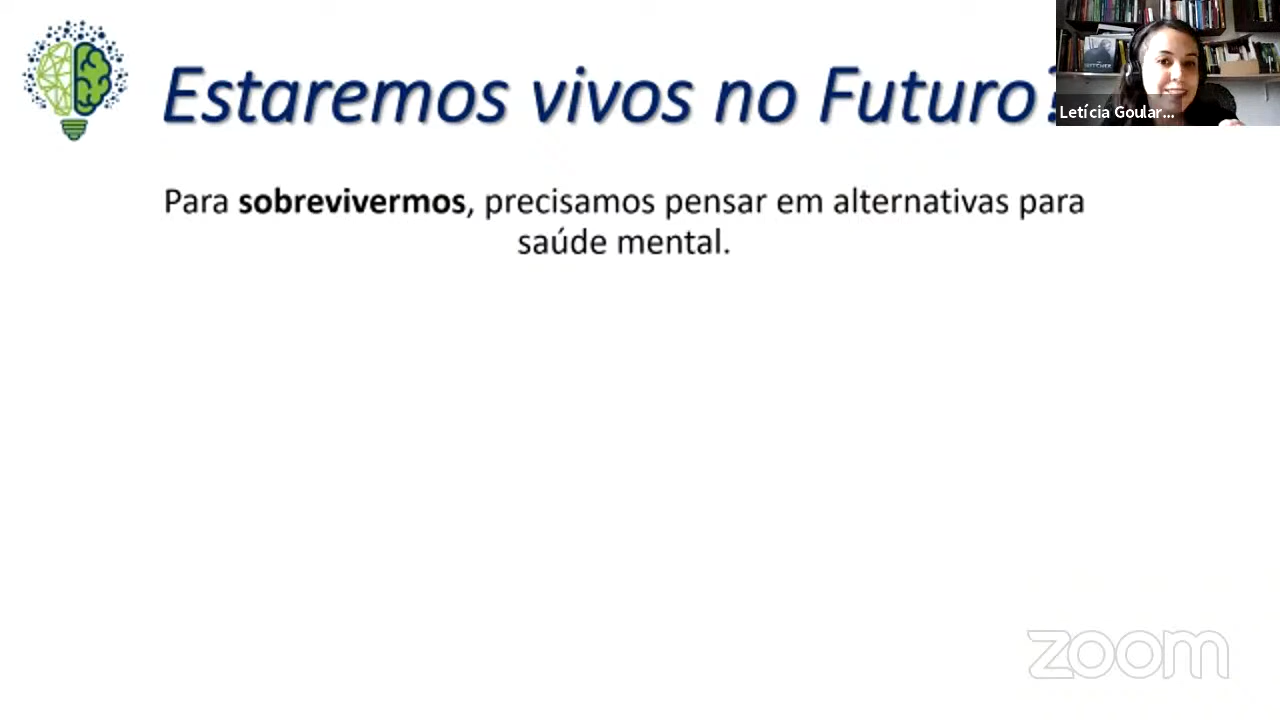 Estaremos vivos no Futuro?
Letícia Goular...
Para sobrevivermos, precisamos pensar em alternativas para
saúde mental.
zoom